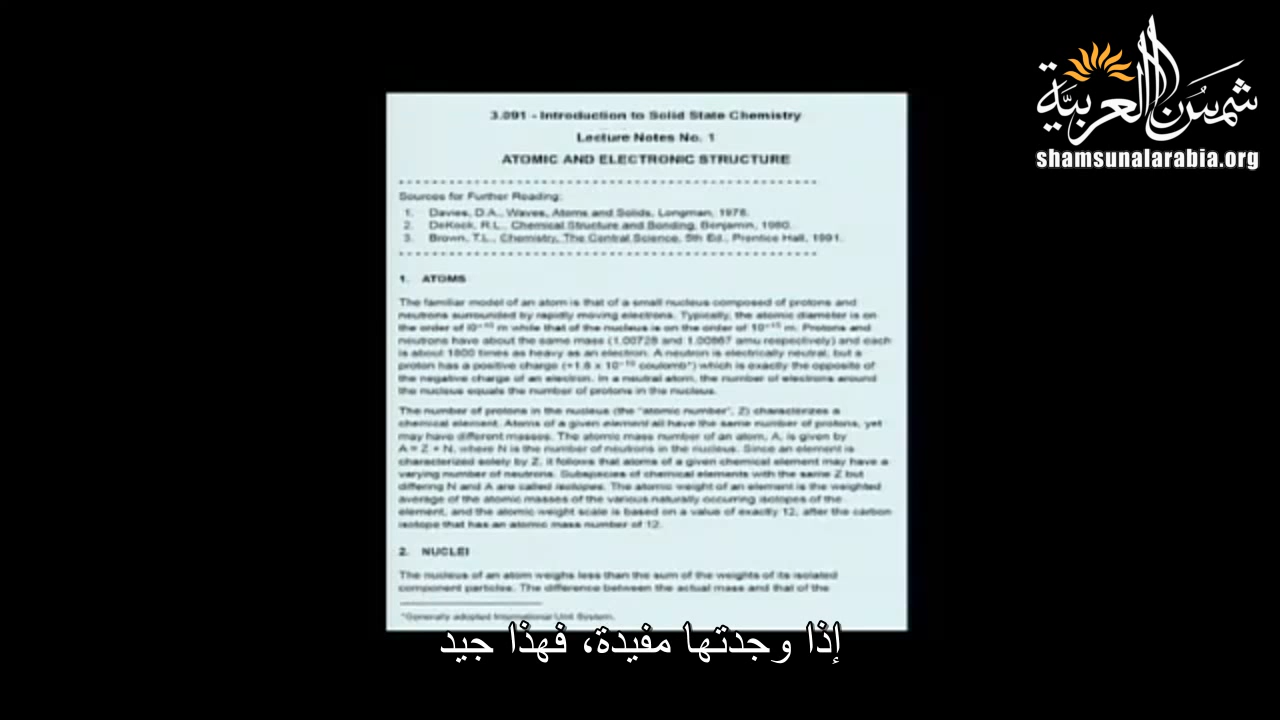 شمسُ العربيّة
shamsunalarabia.org
3.091 - Introduction to Solid State Chemistry
Lecture Notes No. 1
ATOMIC AND ELECTRONIC STRUCTURE
Sources for Further Reading:
1. Davies, D.A., Waves, Atoms and Solids, Longman, 1978.
2. DeKock, R.L., Chemical Structure and Bonding, Benjamin, 1980.
3. Brown, T.L., Chemistry, The Central Science, 5th Ed., Prentice Hall, 1991.
1. ATOMS
The familiar model of an atom is that of a small nucleus composed of protons and
neutrons surrounded by rapidly moving electrons. Typically, the atomic diameter is on
the order of 10⁻¹⁰ m while that of the nucleus is on the order of 10⁻¹⁵ m. Protons and
neutrons have about the same mass (1.00728 and 1.00867 amu respectively) and each
is about 1800 times as heavy as an electron. A neutron is electrically neutral, but a
proton has a positive charge (+1.6 x 10⁻¹⁹ coulomb*) which is exactly the opposite of
the negative charge of an electron. In a neutral atom, the number of electrons around
the nucleus equals the number of protons in the nucleus.
The number of protons in the nucleus (the "atomic number", Z) characterizes a
chemical element. Atoms of a given element all have the same number of protons, yet
may have different masses. The atomic mass number of an atom, A, is given by
A = Z + N, where N is the number of neutrons in the nucleus. Since an element is
characterized solely by Z, it follows that atoms of a given chemical element may have a
varying number of neutrons. Subspecies of chemical elements with the same Z but
differing N and A are called isotopes. The atomic weight of an element is the weighted
average of the atomic masses of the various naturally occurring isotopes of the
element, and the atomic weight scale is based on a value of exactly 12, after the carbon
isotope that has an atomic mass number of 12.
2. NUCLEI
The nucleus of an atom weighs less than the sum of the weights of its isolated
component particles. The difference between the actual mass and that of the
*Generally adopted International Unit System.
إذا وجدتها مفيدة، فهذا جيد